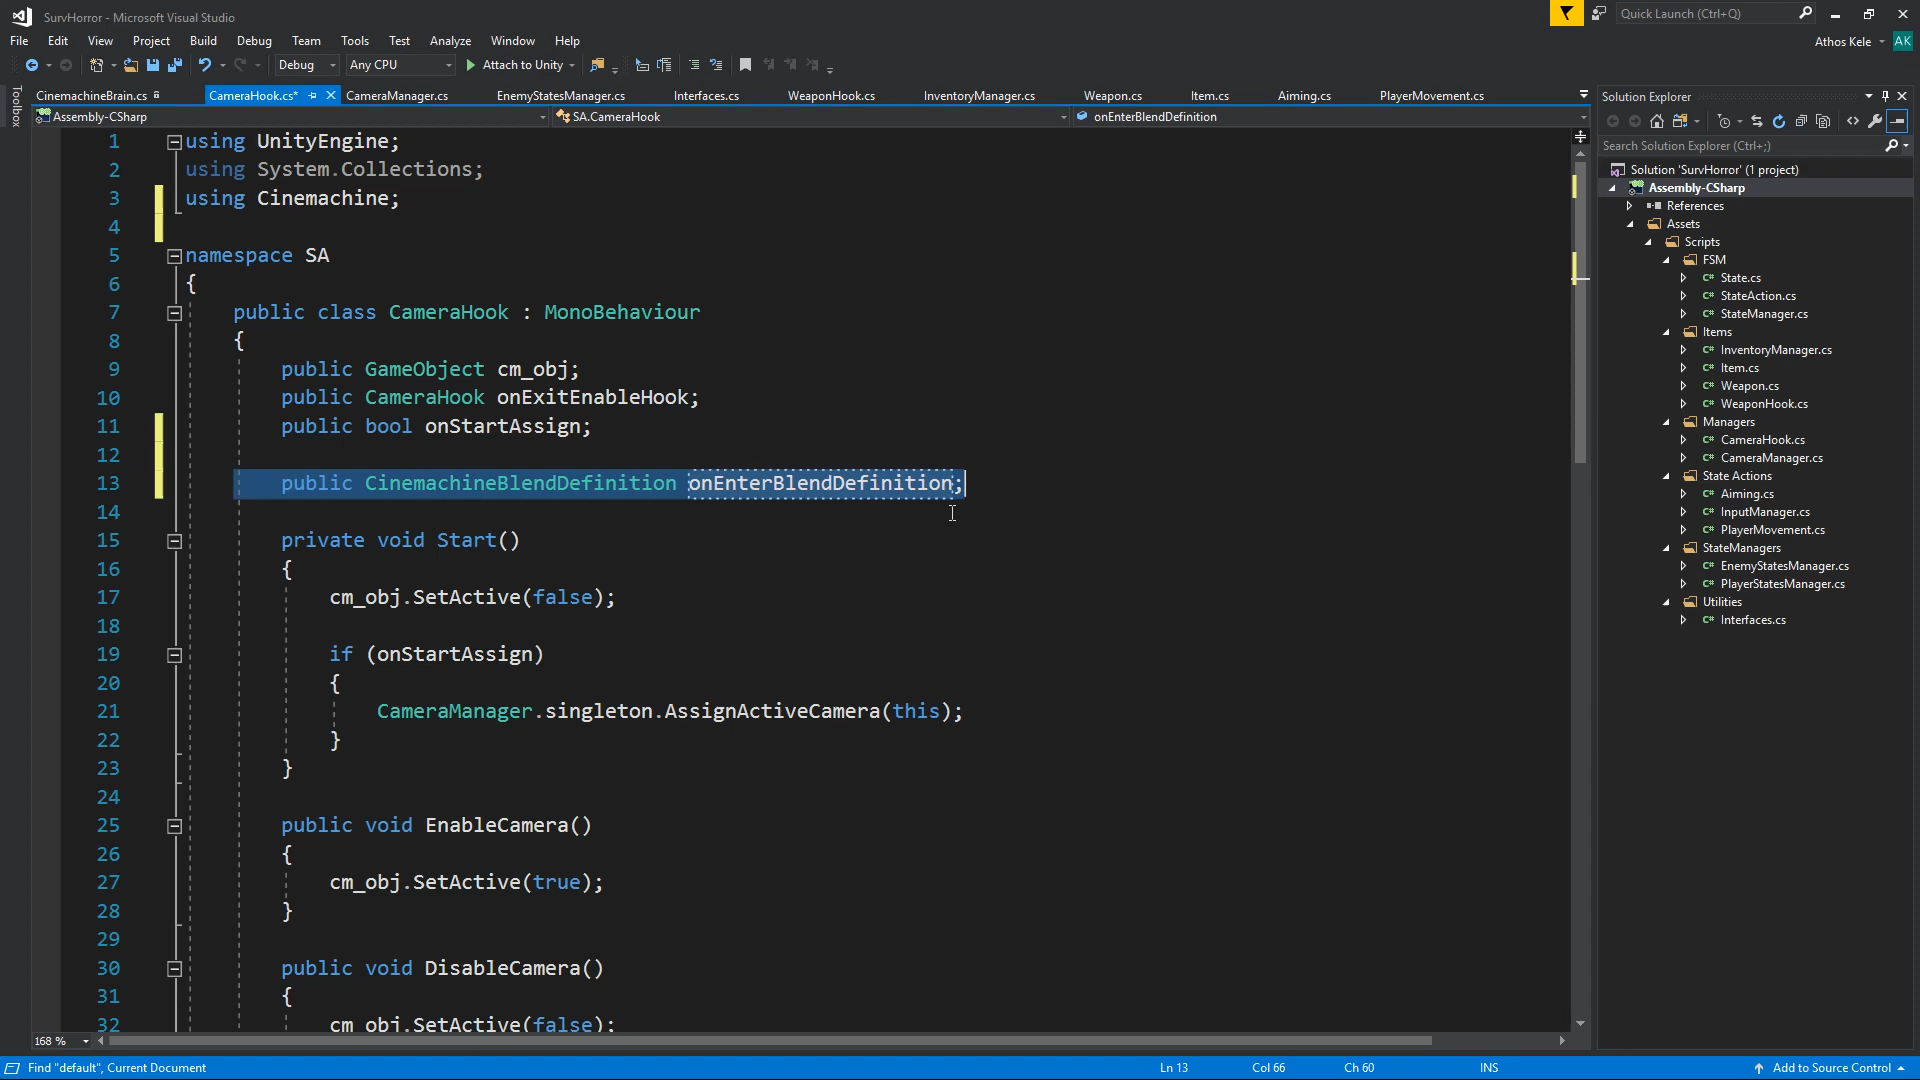 SurvHorror - Microsoft Visual Studio
Quick Launch (Ctrl+Q)
File Edit View Project Build Debug Team Tools Test Analyze Window Help
Athos Kele AK
Debug Any CPU Attach to Unity
Toolbox
CinemachineBrain.cs CameraHook.cs* CameraManager.cs EnemyStatesManager.cs Interfaces.cs WeaponHook.cs InventoryManager.cs Weapon.cs Item.cs Aiming.cs PlayerMovement.cs
Assembly-CSharp SA.CameraHook onEnterBlendDefinition
1 using UnityEngine;
2 using System.Collections;
3 using Cinemachine;
4
5 namespace SA
6 {
7 public class CameraHook : MonoBehaviour
8 {
9 public GameObject cm_obj;
10 public CameraHook onExitEnableHook;
11 public bool onStartAssign;
12
13 public CinemachineBlendDefinition onEnterBlendDefinition;
14
15 private void Start()
16 {
17 cm_obj.SetActive(false);
18
19 if (onStartAssign)
20 {
21 CameraManager.singleton.AssignActiveCamera(this);
22 }
23 }
24
25 public void EnableCamera()
26 {
27 cm_obj.SetActive(true);
28 }
29
30 public void DisableCamera()
31 {
32 cm_obj.SetActive(false);
168 %
Solution Explorer
Search Solution Explorer (Ctrl+;)
Solution 'SurvHorror' (1 project)
Assembly-CSharp
References
Assets
Scripts
FSM
C# State.cs
C# StateAction.cs
C# StateManager.cs
Items
C# InventoryManager.cs
C# Item.cs
C# Weapon.cs
C# WeaponHook.cs
Managers
C# CameraHook.cs
C# CameraManager.cs
State Actions
C# Aiming.cs
C# InputManager.cs
C# PlayerMovement.cs
StateManagers
C# EnemyStatesManager.cs
C# PlayerStatesManager.cs
Utilities
C# Interfaces.cs
Find "default", Current Document Ln 13 Col 66 Ch 60 INS Add to Source Control